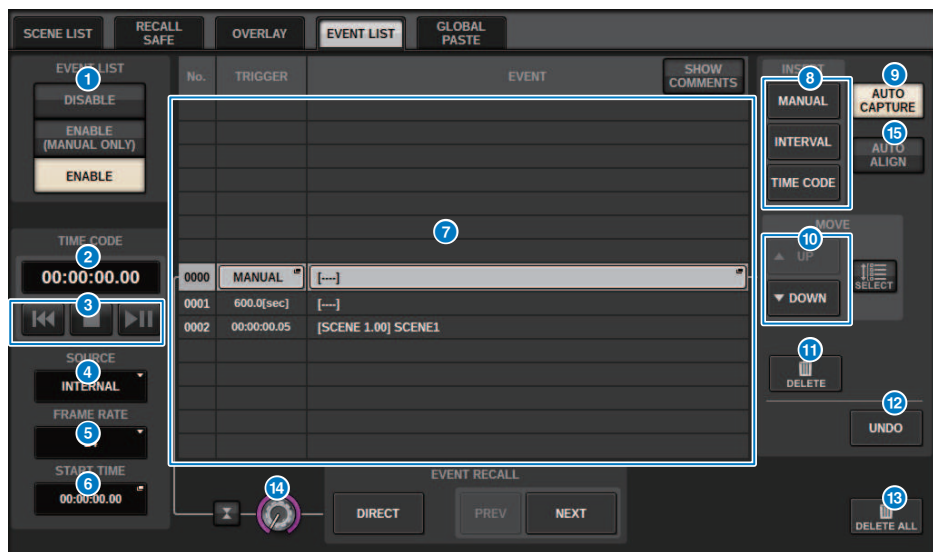 SCENE LIST
RECALL
SAFE
OVERLAY
EVENT LIST
GLOBAL
PASTE
EVENT LIST
1
DISABLE
ENABLE
(MANUAL ONLY)
ENABLE
TIME CODE
2
00:00:00.00
3
SOURCE
4
INTERNAL
FRAME RATE
5
START TIME
6
00:00:00.00
No.
TRIGGER
EVENT
SHOW
COMMENTS
7
0000
MANUAL
[----]
0001
600.0[sec]
[----]
0002
00:00:00.05
[SCENE 1.00] SCENE1
INSERT
8
MANUAL
INTERVAL
TIME CODE
9
AUTO
CAPTURE
15
AUTO
ALIGN
MOVE
10
UP
DOWN
SELECT
11
DELETE
12
UNDO
13
DELETE ALL
14
EVENT RECALL
DIRECT
PREV
NEXT